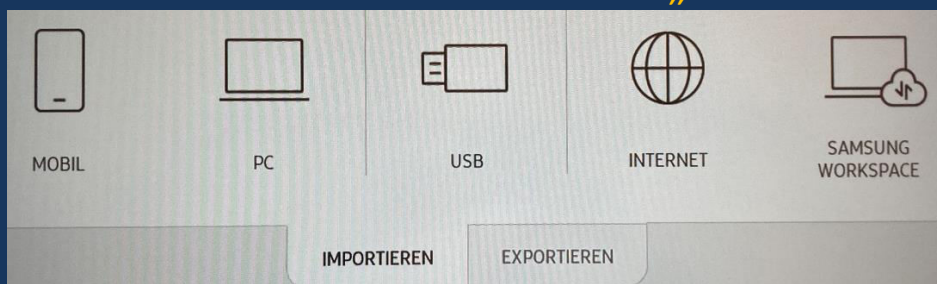 „
MOBIL
PC
USB
INTERNET
SAMSUNG
WORKSPACE
IMPORTIEREN
EXPORTIEREN